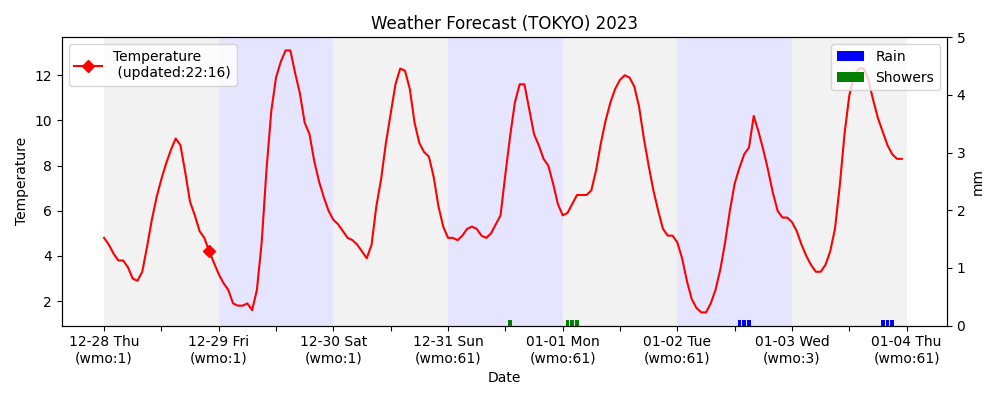 Weather Forecast (TOKYO) 2023
Temperature
(updated:22:16)
Rain
Showers
Temperature
12
10
8
6
4
2
5
4
3
2
1
0
mm
12-28 Thu
(wmo:1)
12-29 Fri
(wmo:1)
12-30 Sat
(wmo:1)
12-31 Sun
(wmo:61)
01-01 Mon
(wmo:61)
01-02 Tue
(wmo:61)
01-03 Wed
(wmo:3)
01-04 Thu
(wmo:61)
Date